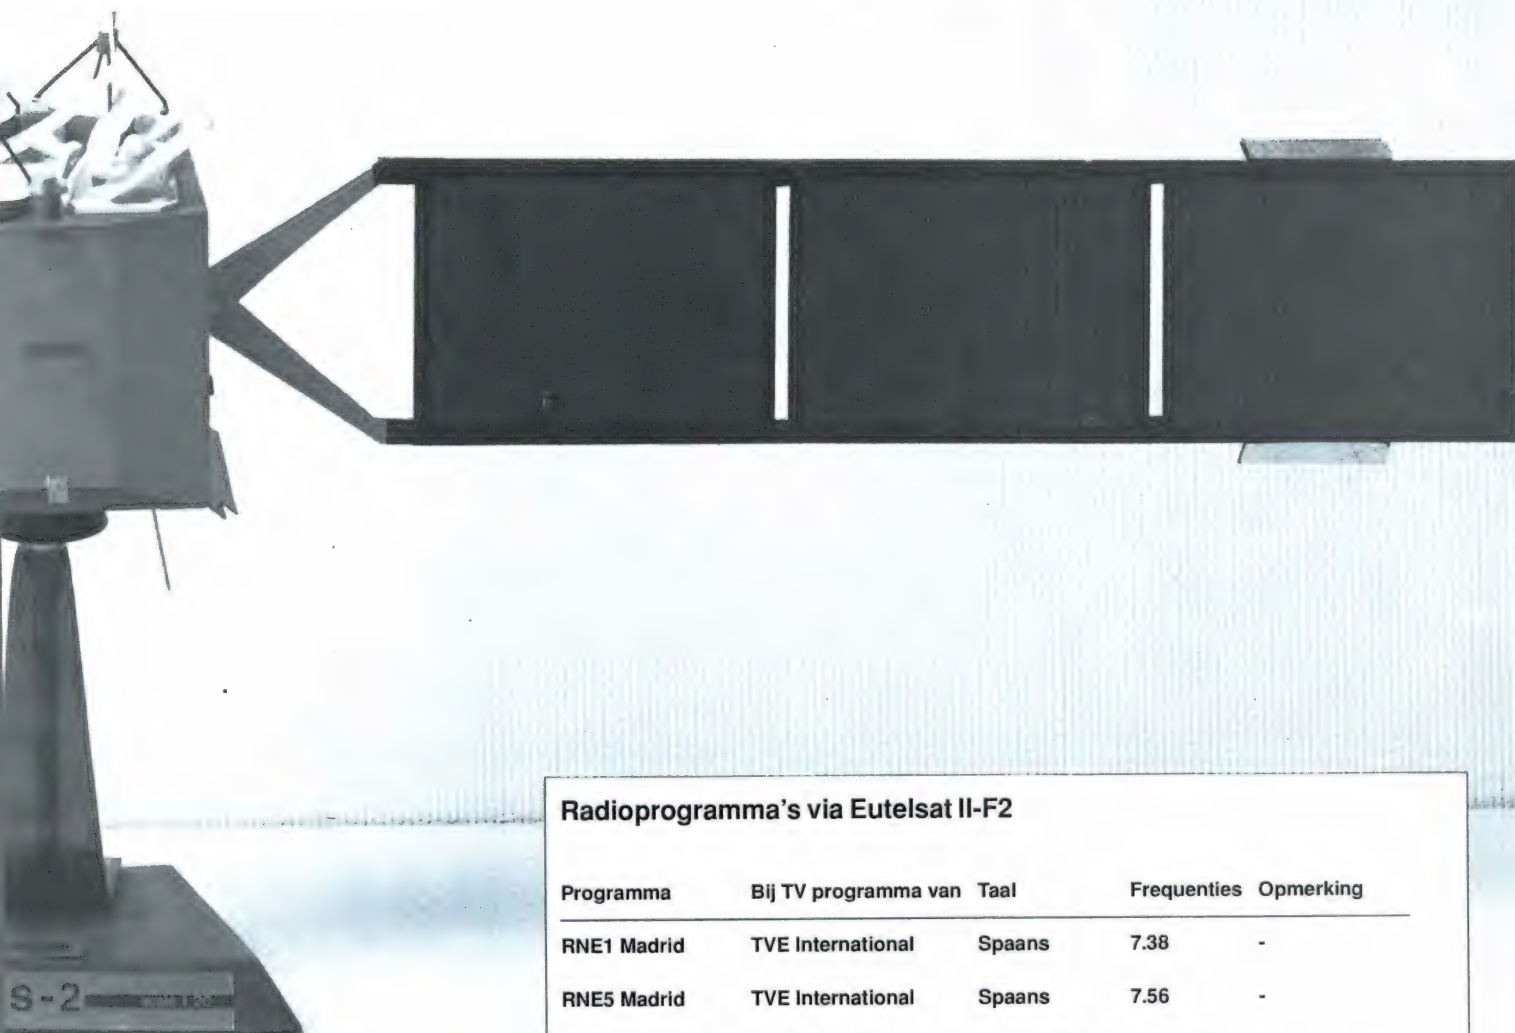 Radioprogramma's via Eutelsat II-F2
Programma Bij TV programma van Taal Frequenties Opmerking
RNE1 Madrid TVE International Spaans 7.38 -
RNE5 Madrid TVE International Spaans 7.56 -
S-2